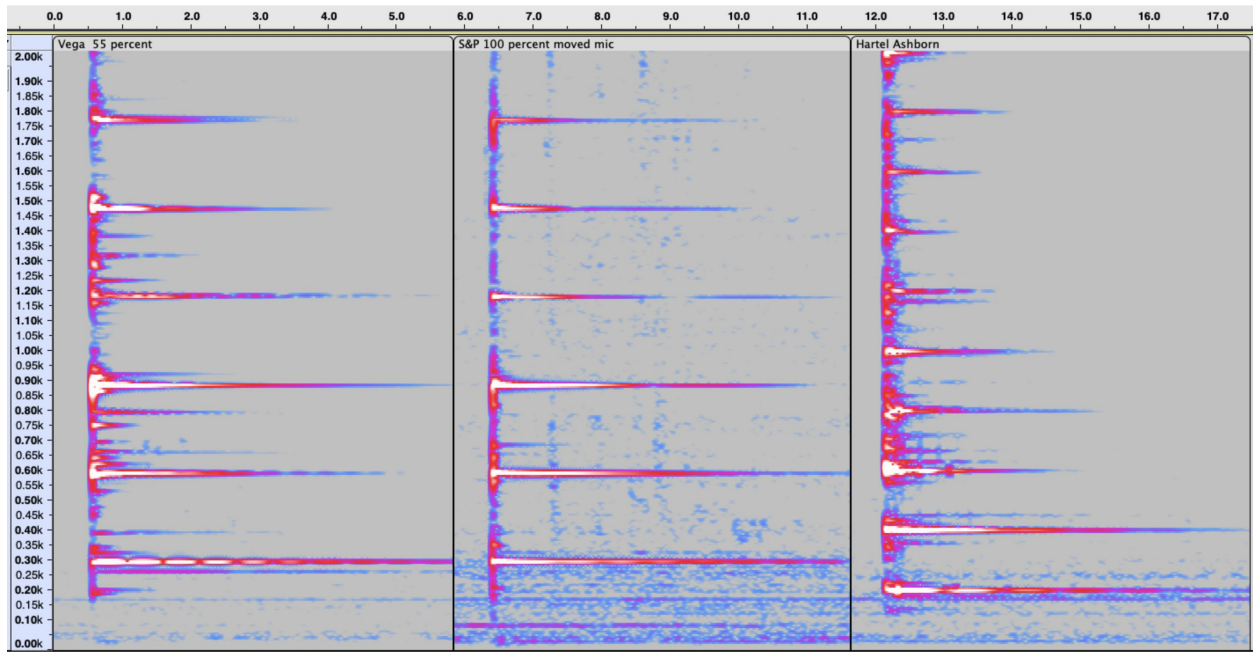 0.0 1.0 2.0 3.0 4.0 5.0 6.0 7.0 8.0 9.0 10.0 11.0 12.0 13.0 14.0 15.0 16.0 17.0
Vega 55 percent S&P 100 percent moved mic Hartel Ashborn
2.00k
1.90k
1.85k
1.80k
1.75k
1.70k
1.65k
1.60k
1.55k
1.50k
1.45k
1.40k
1.35k
1.30k
1.25k
1.20k
1.15k
1.10k
1.05k
1.00k
0.95k
0.90k
0.85k
0.80k
0.75k
0.70k
0.65k
0.60k
0.55k
0.50k
0.45k
0.40k
0.35k
0.30k
0.25k
0.20k
0.15k
0.10k
0.00k